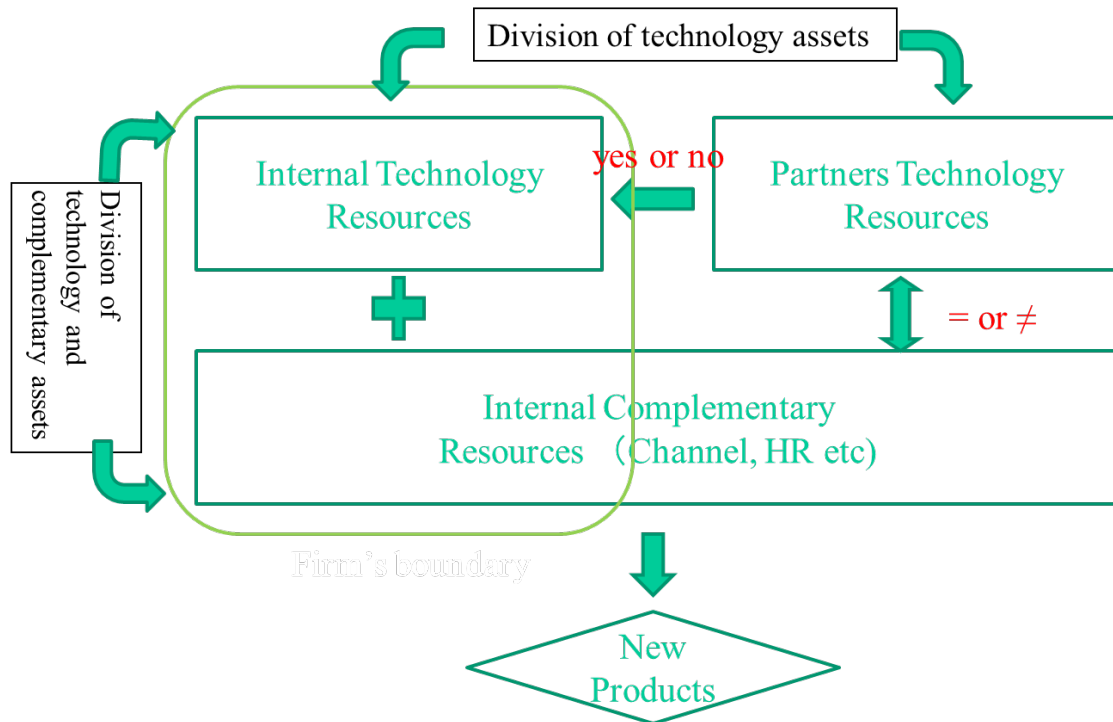 Division of technology assets
yes or no
Internal Technology
Resources
Partners Technology
Resources
Division of
technology and
complementary assets
= or ≠
Internal Complementary
Resources （Channel, HR etc)
Firm’s boundary
New
Products